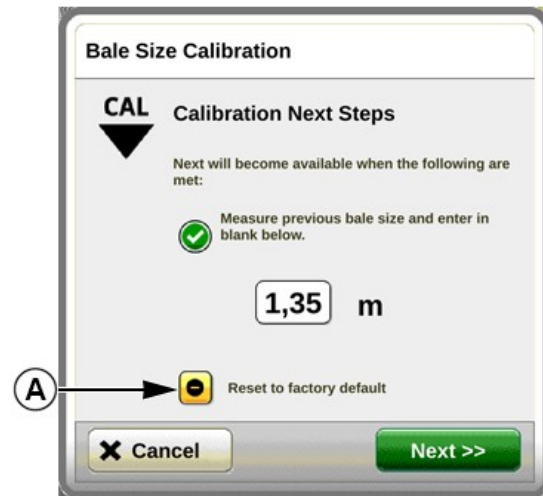 Bale Size Calibration
CAL
Calibration Next Steps
Next will become available when the following are
met:
Measure previous bale size and enter in
blank below.
1,35 m
A
Reset to factory default
Cancel
Next >>